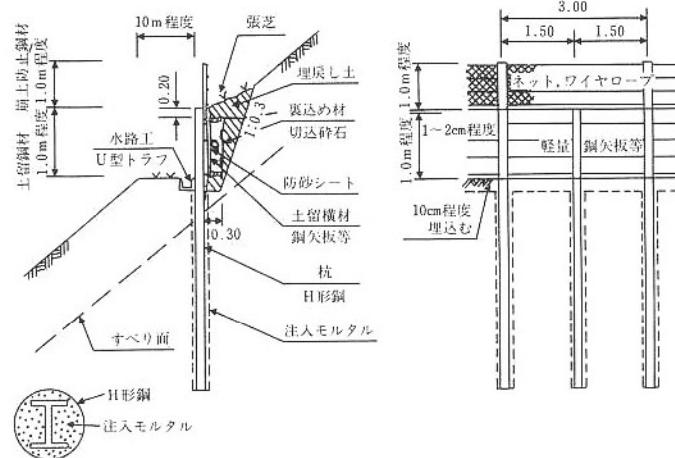 10m程度
張芝
埋戻し土
崩土防止鋼材
1.0m程度
0.20
1:0.3
裏込め材
切込砕石
土留鋼材
1.0m程度
水路工
U型トラフ
防砂シート
土留横材
鋼矢板等
0.30
杭
H形鋼
注入モルタル
すべり面
H形鋼
注入モルタル
3.00
1.50
1.50
1.0m程度
ネット,ワイヤロープ
1~2cm程度
1.0m程度
軽量鋼矢板等
10cm程度
埋込む